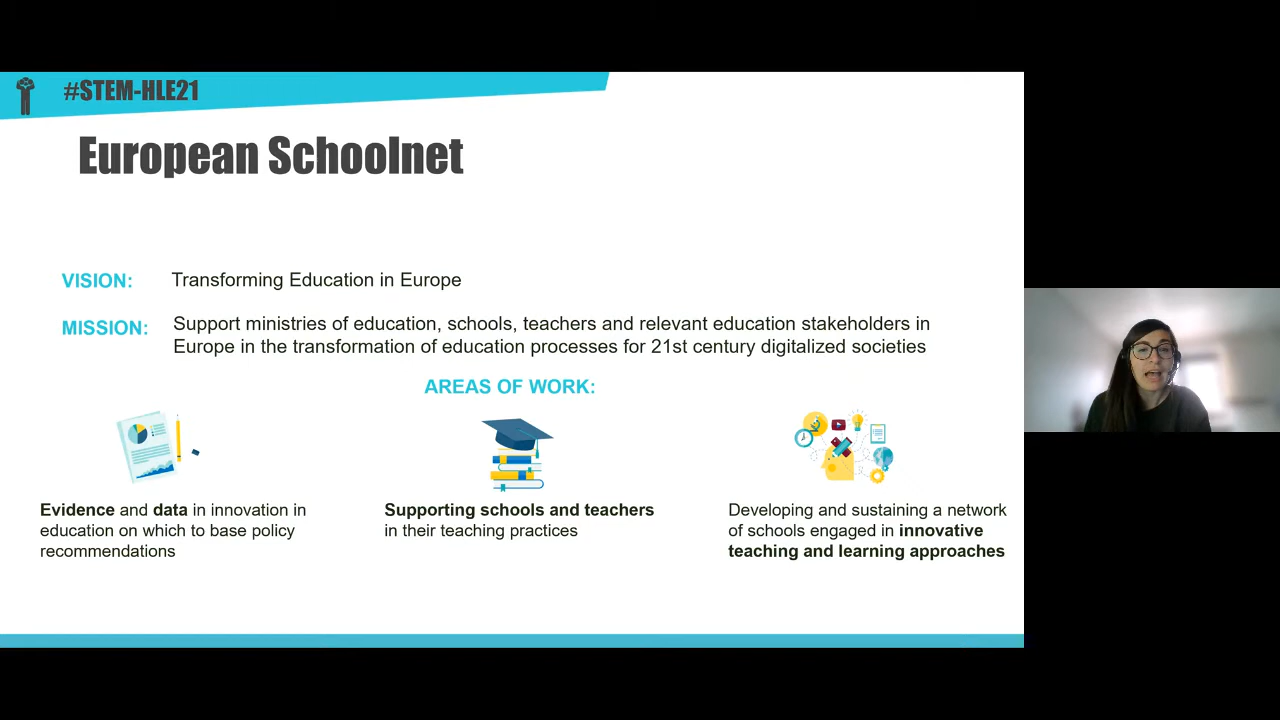 #STEM-HLE21
European Schoolnet
VISION: Transforming Education in Europe
MISSION: Support ministries of education, schools, teachers and relevant education stakeholders in
Europe in the transformation of education processes for 21st century digitalized societies
AREAS OF WORK:
Evidence and data in innovation in
education on which to base policy
recommendations
Supporting schools and teachers
in their teaching practices
Developing and sustaining a network
of schools engaged in innovative
teaching and learning approaches